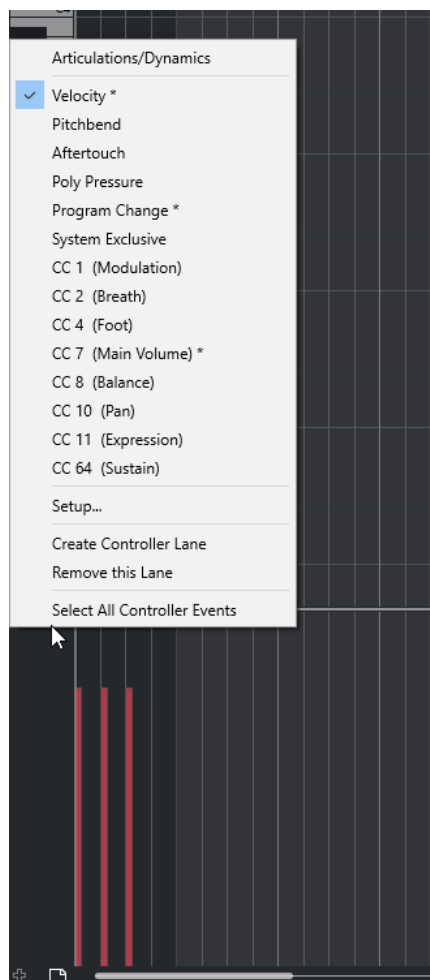 Articulations/Dynamics
Velocity *
Pitchbend
Aftertouch
Poly Pressure
Program Change *
System Exclusive
CC 1 (Modulation)
CC 2 (Breath)
CC 4 (Foot)
CC 7 (Main Volume) *
CC 8 (Balance)
CC 10 (Pan)
CC 11 (Expression)
CC 64 (Sustain)
Setup...
Create Controller Lane
Remove this Lane
Select All Controller Events